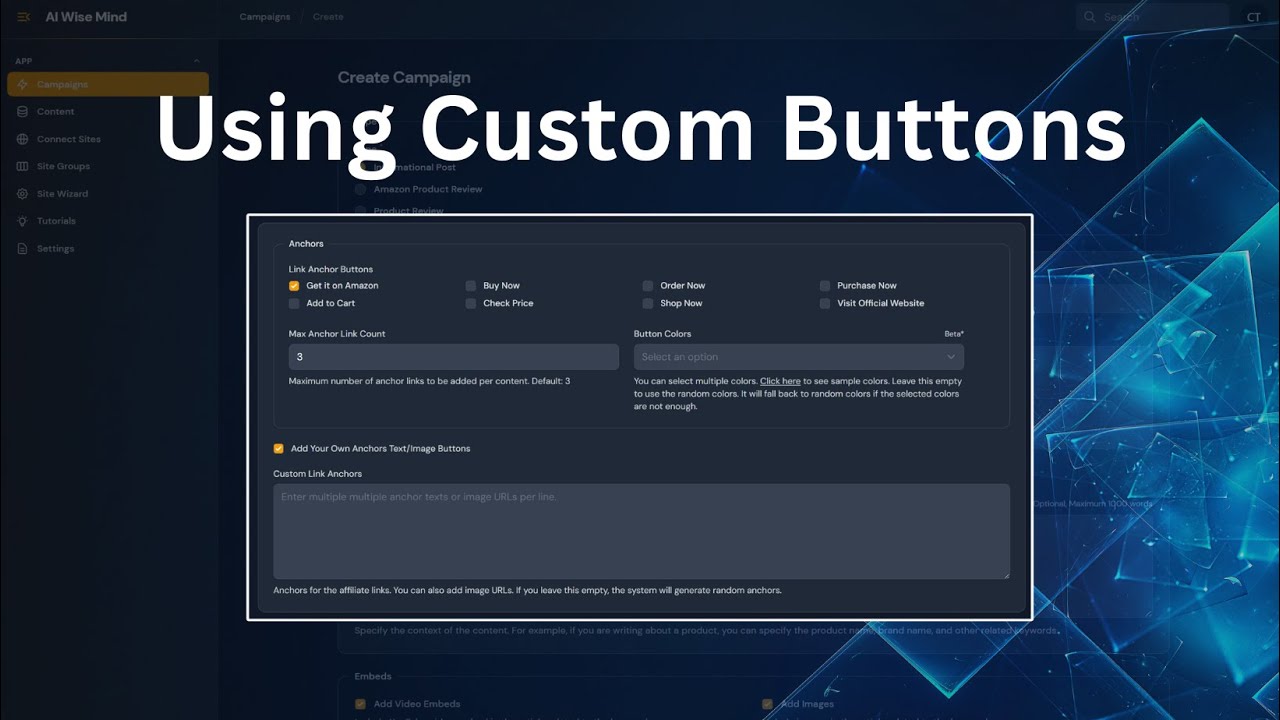 AI Wise Mind
Campaigns / Create
Search
CT
APP
Campaigns
Content
Connect Sites
Site Groups
Site Wizard
Tutorials
Settings
Create Campaign
Using Custom Buttons
Informational Post
Amazon Product Review
Product Review
Anchors
Link Anchor Buttons
Get it on Amazon
Buy Now
Order Now
Purchase Now
Add to Cart
Check Price
Shop Now
Visit Official Website
Max Anchor Link Count
3
Maximum number of anchor links to be added per content. Default: 3
Button Colors
Beta*
Select an option
You can select multiple colors. Click here to see sample colors. Leave this empty
to use the random colors. It will fall back to random colors if the selected colors
are not enough.
Add Your Own Anchors Text/Image Buttons
Custom Link Anchors
Enter multiple multiple anchor texts or image URLs per line.
Anchors for the affiliate links. You can also add image URLs. If you leave this empty, the system will generate random anchors.
Optional, Maximum 1000 words
Specify the context of the content. For example, if you are writing about a product, you can specify the product name, brand name, and other related keywords.
Embeds
Add Video Embeds
Add Images